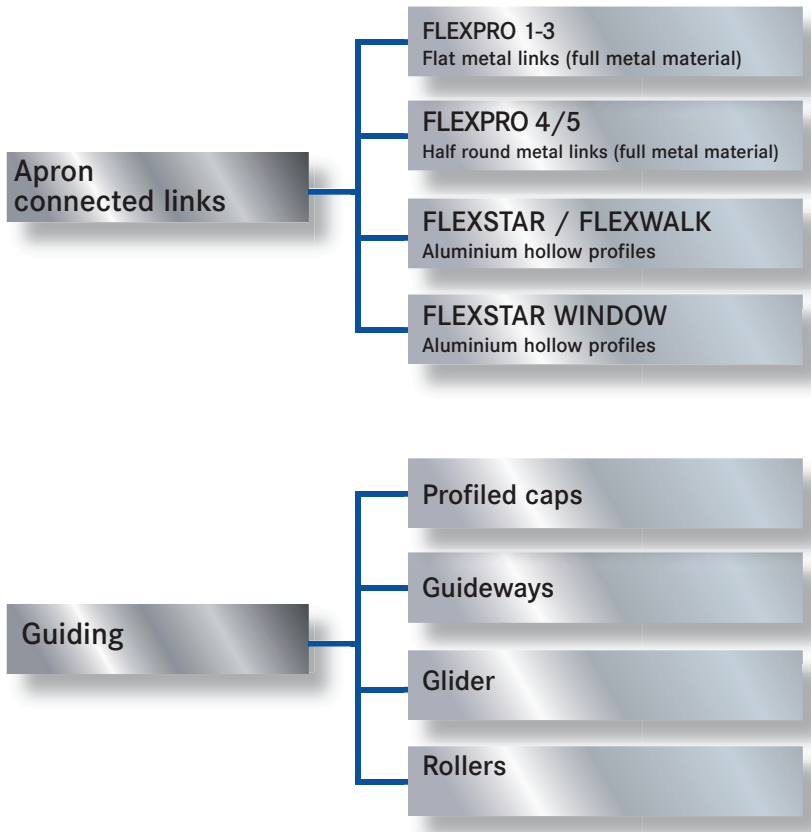 Apron
connected links
FLEXPRO 1-3
Flat metal links (full metal material)
FLEXPRO 4/5
Half round metal links (full metal material)
FLEXSTAR / FLEXWALK
Aluminium hollow profiles
FLEXSTAR WINDOW
Aluminium hollow profiles
Guiding
Profiled caps
Guideways
Glider
Rollers